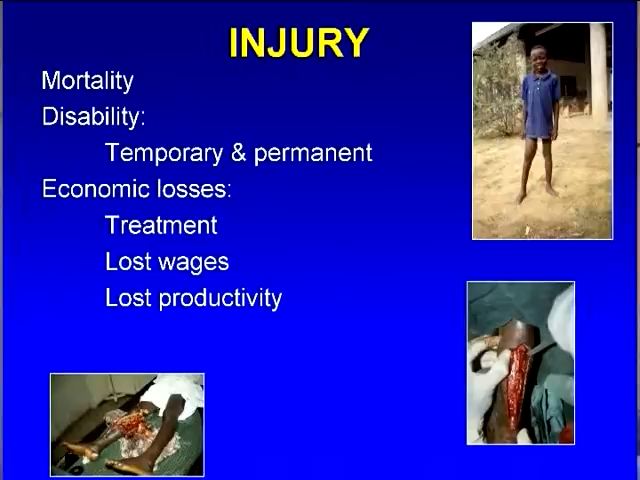 INJURY
Mortality
Disability:
Temporary & permanent
Economic losses:
Treatment
Lost wages
Lost productivity